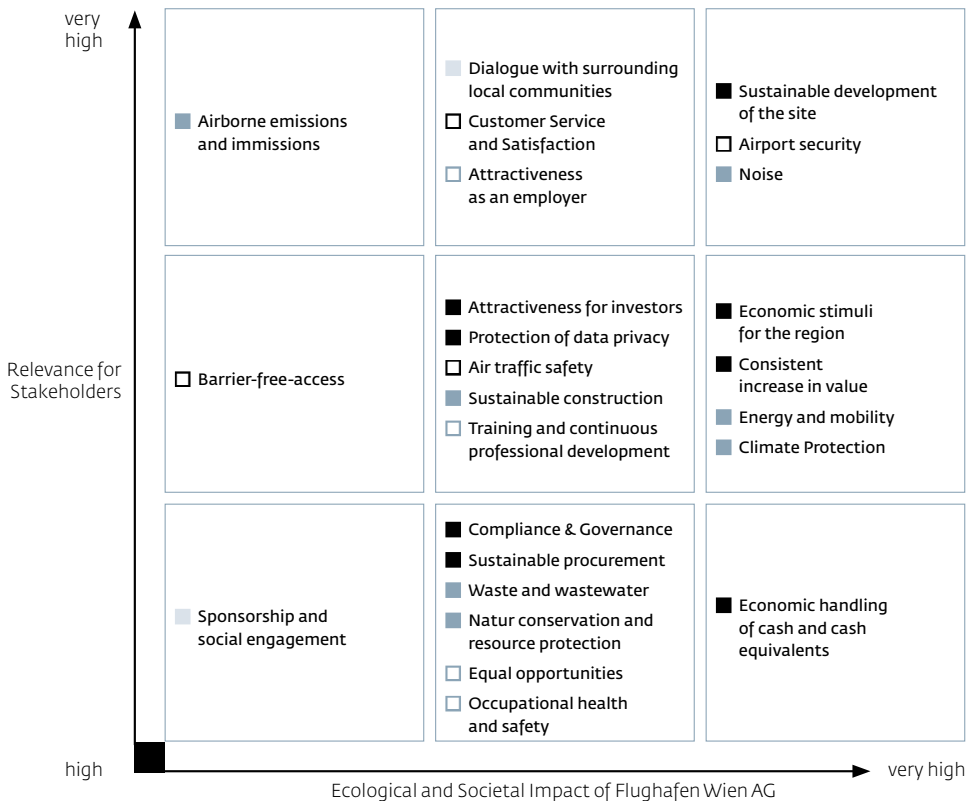 very
high
Airborne emissions
and immissions
Dialogue with surrounding
local communities
Customer Service
and Satisfaction
Attractiveness
as an employer
Sustainable development
of the site
Airport security
Noise
Relevance for
Stakeholders
Barrier-free-access
Attractiveness for investors
Protection of data privacy
Air traffic safety
Sustainable construction
Training and continuous
professional development
Economic stimuli
for the region
Consistent
increase in value
Energy and mobility
Climate Protection
Sponsorship and
social engagement
Compliance & Governance
Sustainable procurement
Waste and wastewater
Natur conservation and
resource protection
Equal opportunities
Occupational health
and safety
Economic handling
of cash and cash
equivalents
high
very high
Ecological and Societal Impact of Flughafen Wien AG